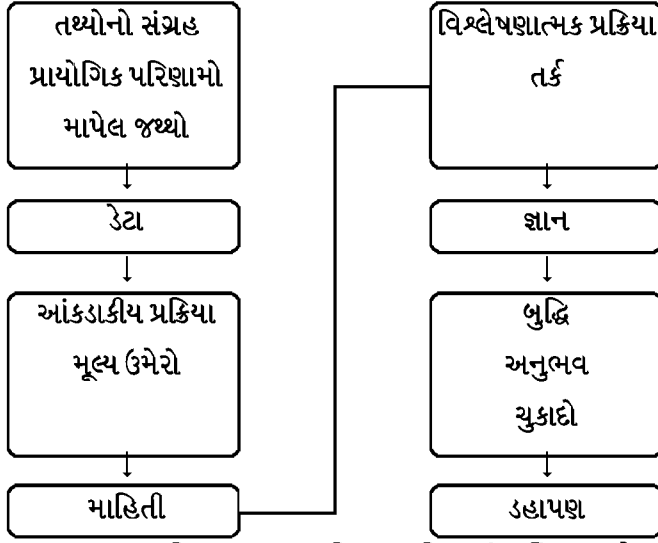 તથ્યોનો સંગ્રહ
પ્રાયોગિક પરિણામો
માપેલ જથ્થો
ડેટા
આંકડાકીય પ્રક્રિયા
મૂલ્ય ઉમેરો
માહિતી
વિશ્લેષણાત્મક પ્રક્રિયા
તર્ક
જ્ઞાન
બુદ્ધિ
અનુભવ
ચુકાદો
ડહાપણ